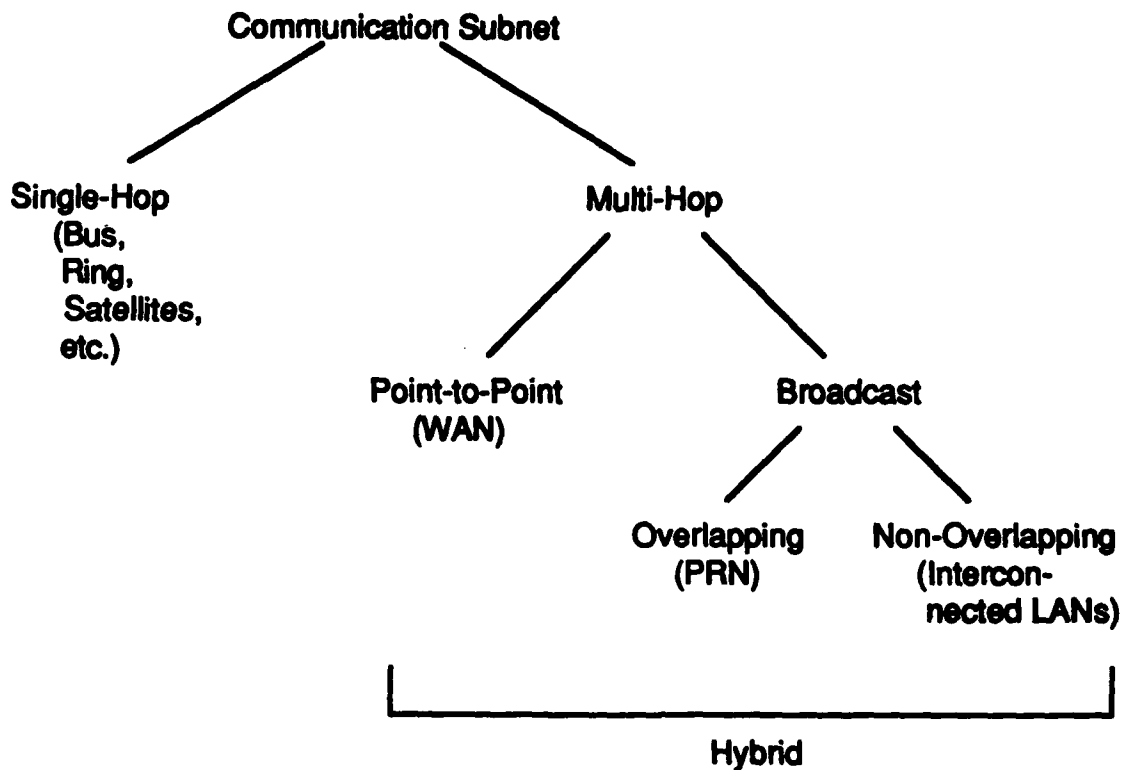 Communication Subnet
Single-Hop
(Bus,
Ring,
Satellites,
etc.)
Multi-Hop
Point-to-Point
(WAN)
Broadcast
Overlapping
(PRN)
Non-Overlapping
(Intercon-
nected LANs)
Hybrid